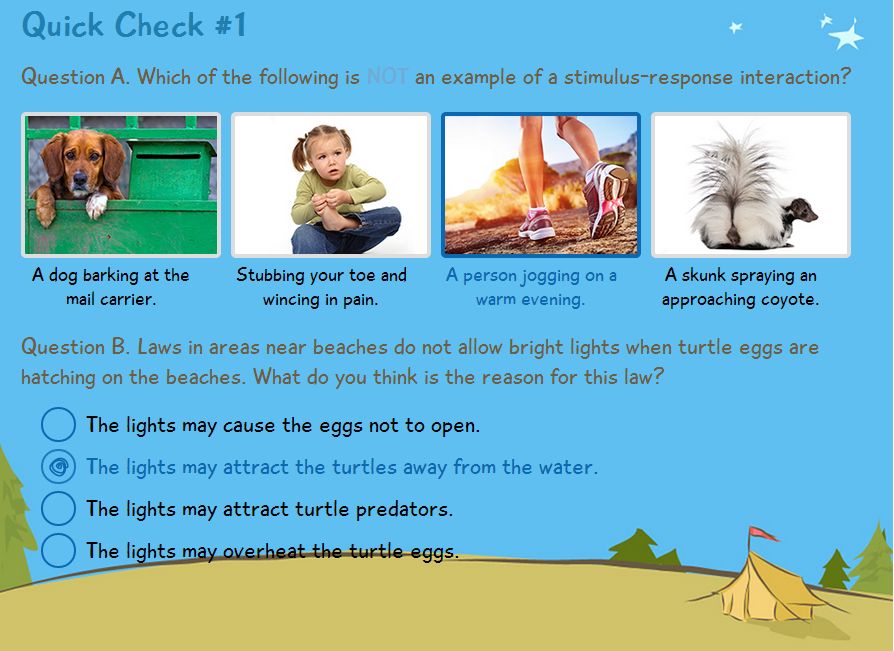 Quick Check #1
Question A. Which of the following is NOT an example of a stimulus-response interaction?
A dog barking at the
mail carrier.
Stubbing your toe and
wincing in pain.
A person jogging on a
warm evening.
A skunk spraying an
approaching coyote.
Question B. Laws in areas near beaches do not allow bright lights when turtle eggs are
hatching on the beaches. What do you think is the reason for this law?
The lights may cause the eggs not to open.
The lights may attract the turtles away from the water.
The lights may attract turtle predators.
The lights may overheat the turtle eggs.